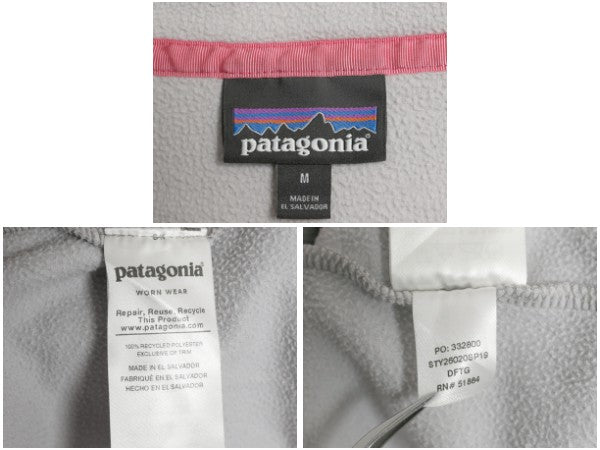 patagonia®
M
MADE IN
EL SALVADOR
patagonia®
WORN WEAR
Repair, Reuse, Recycle
This Product
www.patagonia.com
100% RECYCLED POLYESTER
EXCLUSIVE OF TRIM
MADE IN EL SALVADOR
FABRIQUÉ EN EL SALVADOR
HECHO EN EL SALVADOR
PO: 332800
STY26020SP19
DFTG
RN# 51884